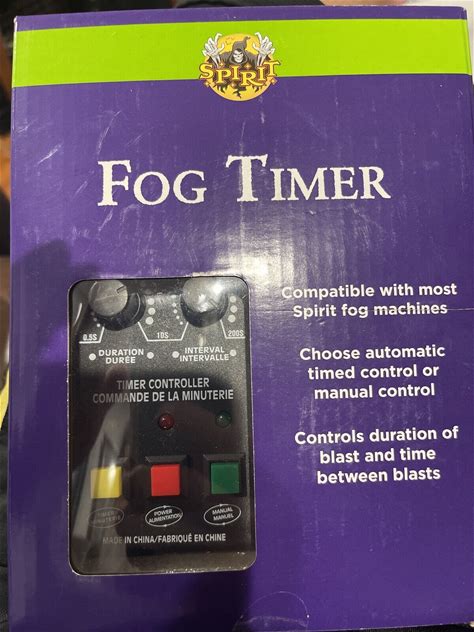 SPIRIT
FOG TIMER
Compatible with most
Spirit fog machines
Choose automatic
timed control or
manual control
Controls duration of
blast and time
between blasts
0.5S 10S 200S
DURATION INTERVAL
DURÉE INTERVALLE
TIMER CONTROLLER
COMMANDE DE LA MINUTERIE
TIMER POWER MANUAL
MINUTERIE ALIMENTATION MANUEL
MADE IN CHINA/FABRIQUÉ EN CHINE